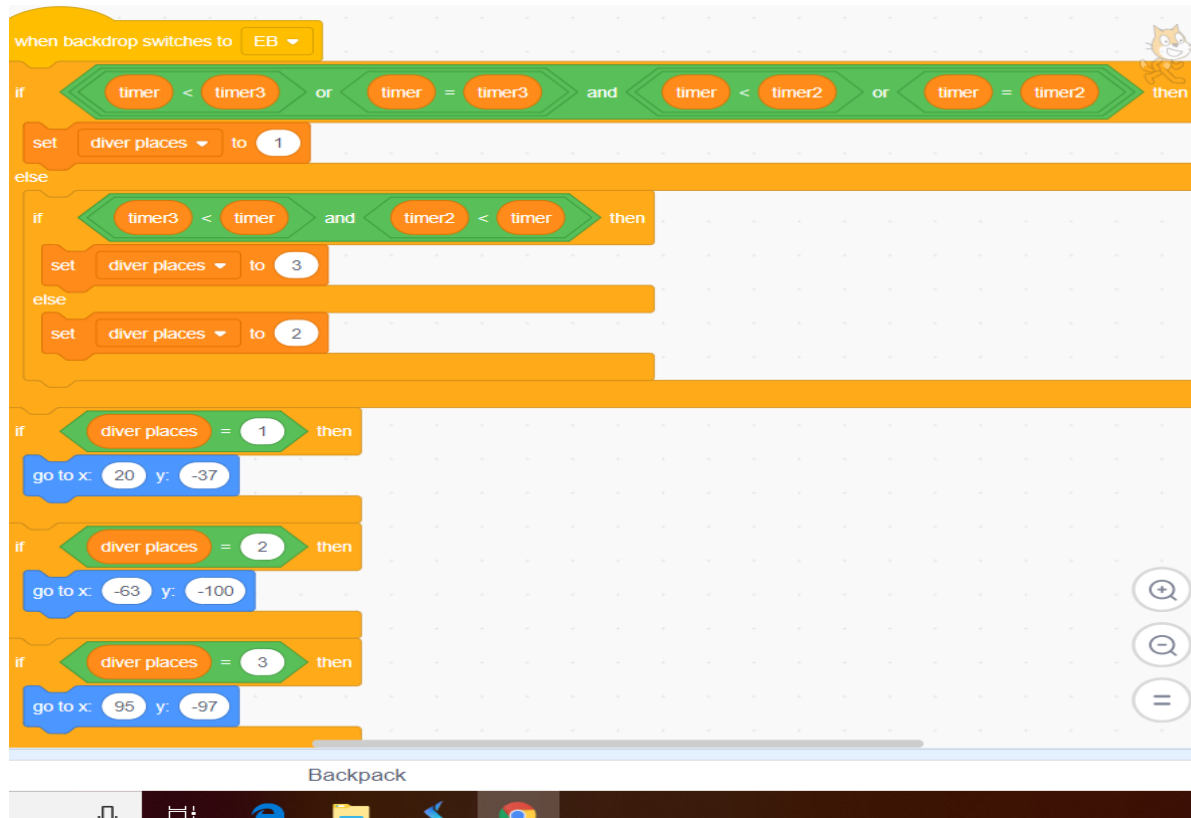 when backdrop switches to EB
if timer < timer3 or timer = timer3 and timer < timer2 or timer = timer2 then
set diver places to 1
else
if timer3 < timer and timer2 < timer then
set diver places to 3
else
set diver places to 2
if diver places = 1 then
go to x: 20 y: -37
if diver places = 2 then
go to x: -63 y: -100
if diver places = 3 then
go to x: 95 y: -97
Backpack